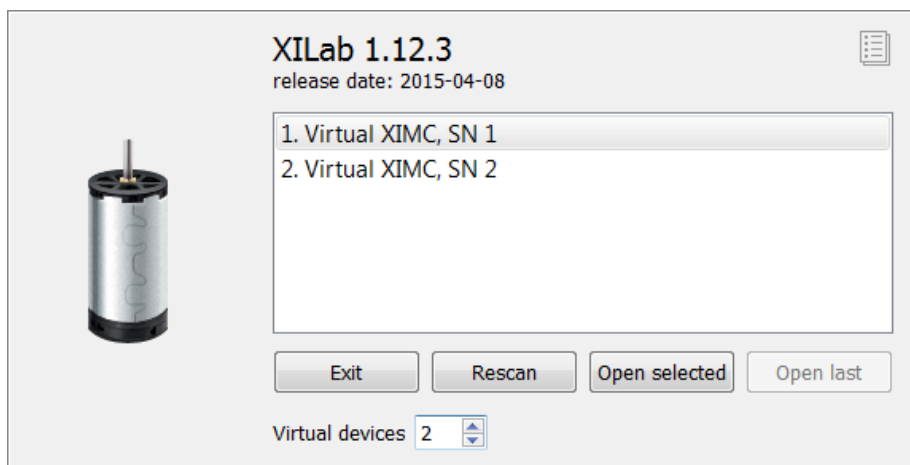 XILab 1.12.3
release date: 2015-04-08
1. Virtual XIMC, SN 1
2. Virtual XIMC, SN 2
Exit Rescan Open selected Open last
Virtual devices 2